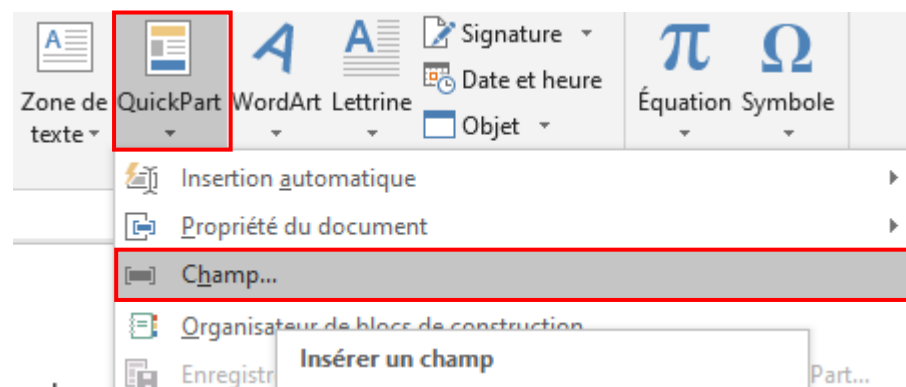 Signature
Date et heure
Objet
Zone de texte
QuickPart
WordArt
Lettrine
Équation
Symbole
Insertion automatique
Propriété du document
Champ...
Organisateur de blocs de construction
Insérer un champ
Part...